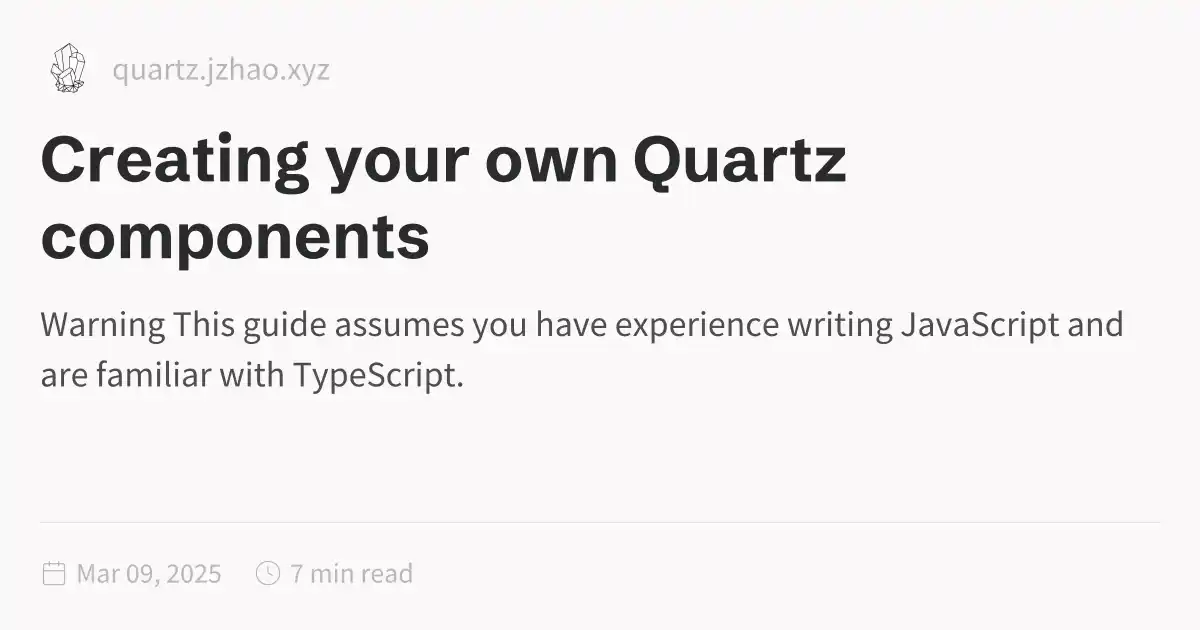 quartz.jzhao.xyz
Creating your own Quartz
components
Warning This guide assumes you have experience writing JavaScript and
are familiar with TypeScript.
Mar 09, 2025 7 min read